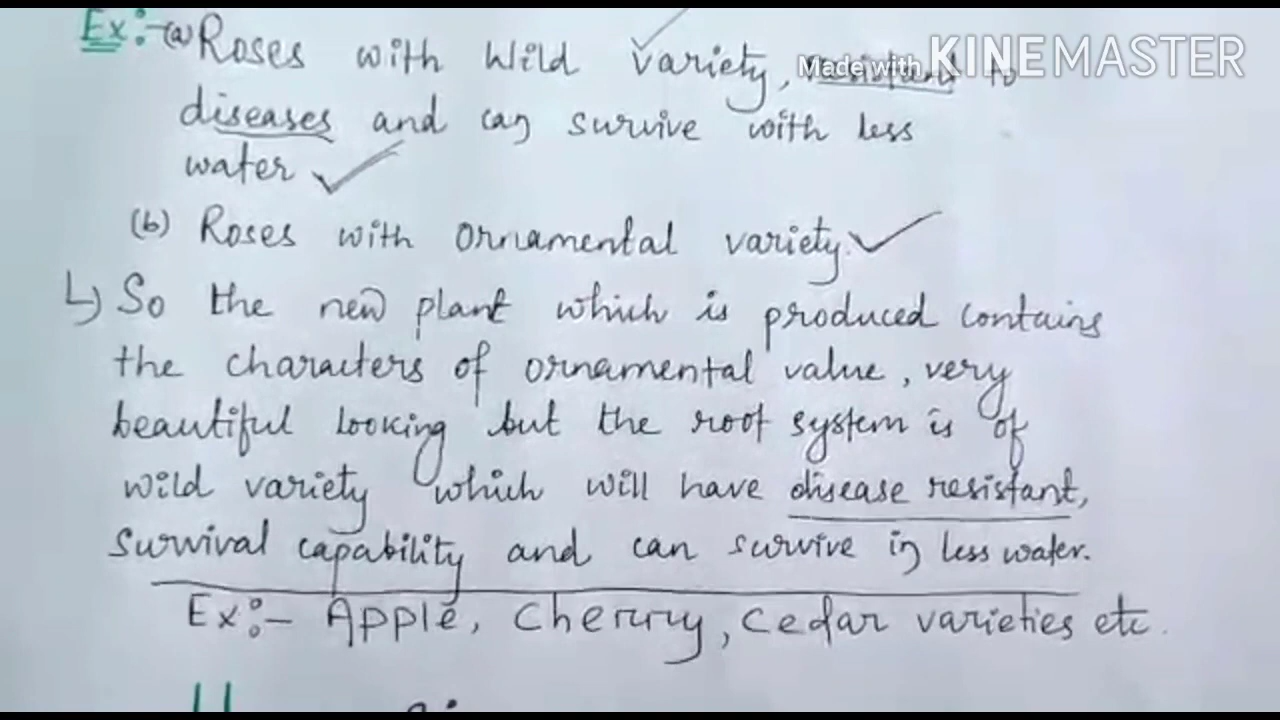 Ex:- (a) Roses with Wild variety, resistant to
Made with KINEMASTER
diseases and can survive with less
water
(b) Roses with ornamental variety.
So the new plant which is produced contains
the characters of ornamental value, very
beautiful looking but the root system is of
wild variety which will have disease resistant,
Survival capability and can survive in less water.
Ex:- Apple, Cherry, Cedar varieties etc.